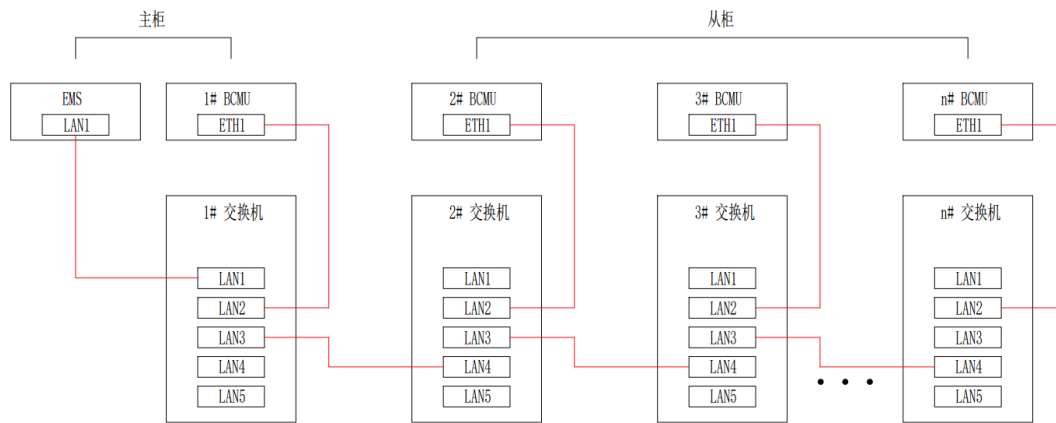 主柜
从柜
EMS
LAN1
1# BCMU
ETH1
2# BCMU
ETH1
3# BCMU
ETH1
n# BCMU
ETH1
1# 交换机
LAN1
LAN2
LAN3
LAN4
LAN5
2# 交换机
LAN1
LAN2
LAN3
LAN4
LAN5
3# 交换机
LAN1
LAN2
LAN3
LAN4
LAN5
n# 交换机
LAN1
LAN2
LAN3
LAN4
LAN5